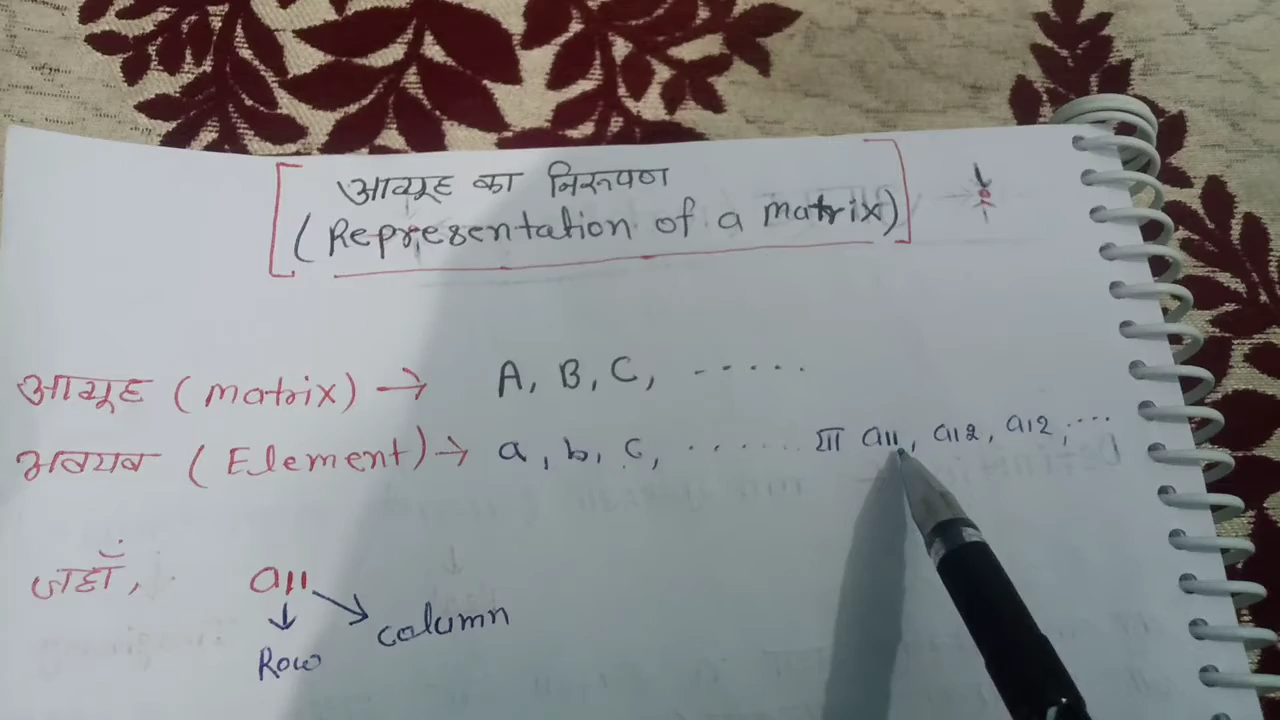 आव्यूह का निरूपण
(Representation of a matrix)
आव्यूह (matrix) → A, B, C, ·····
अवयव (Element) → a, b, c, ······ या a11, a12, a12, ···
जहाँ, a11
Row column